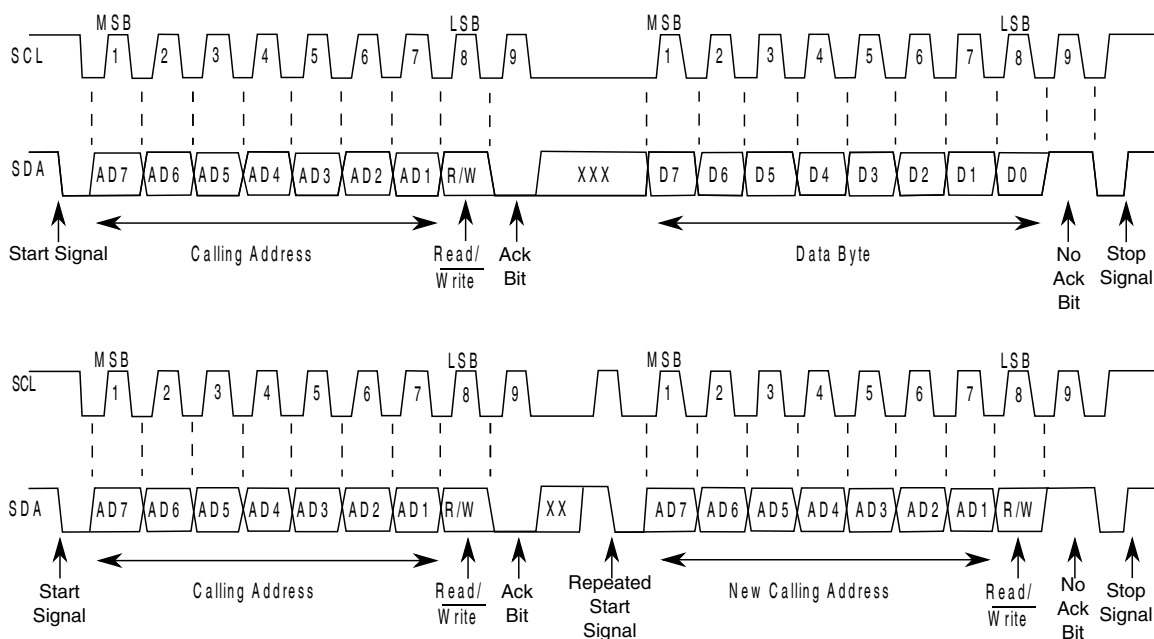 MSB LSB MSB LSB
SCL 1 2 3 4 5 6 7 8 9 1 2 3 4 5 6 7 8 9
SDA AD7 AD6 AD5 AD4 AD3 AD2 AD1 R/W XXX D7 D6 D5 D4 D3 D2 D1 D0
Start Signal Calling Address Read/ Ack Data Byte No Stop
Write Bit Ack Signal
Bit
MSB LSB MSB LSB
SCL 1 2 3 4 5 6 7 8 9 1 2 3 4 5 6 7 8 9
SDA AD7 AD6 AD5 AD4 AD3 AD2 AD1 R/W XX AD7 AD6 AD5 AD4 AD3 AD2 AD1 R/W
Start Calling Address Read/ Ack Repeated New Calling Address Read/ No Stop
Signal Write Bit Start Write Ack Signal
Signal Bit